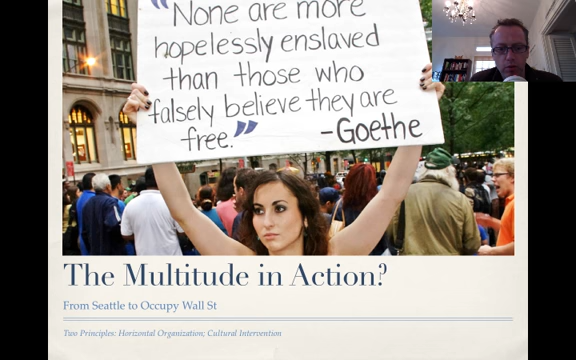 "None are more
hopelessly enslaved
than those who
falsely believe they are
free."
-Goethe
The Multitude in Action?
From Seattle to Occupy Wall St
Two Principles: Horizontal Organization; Cultural Intervention